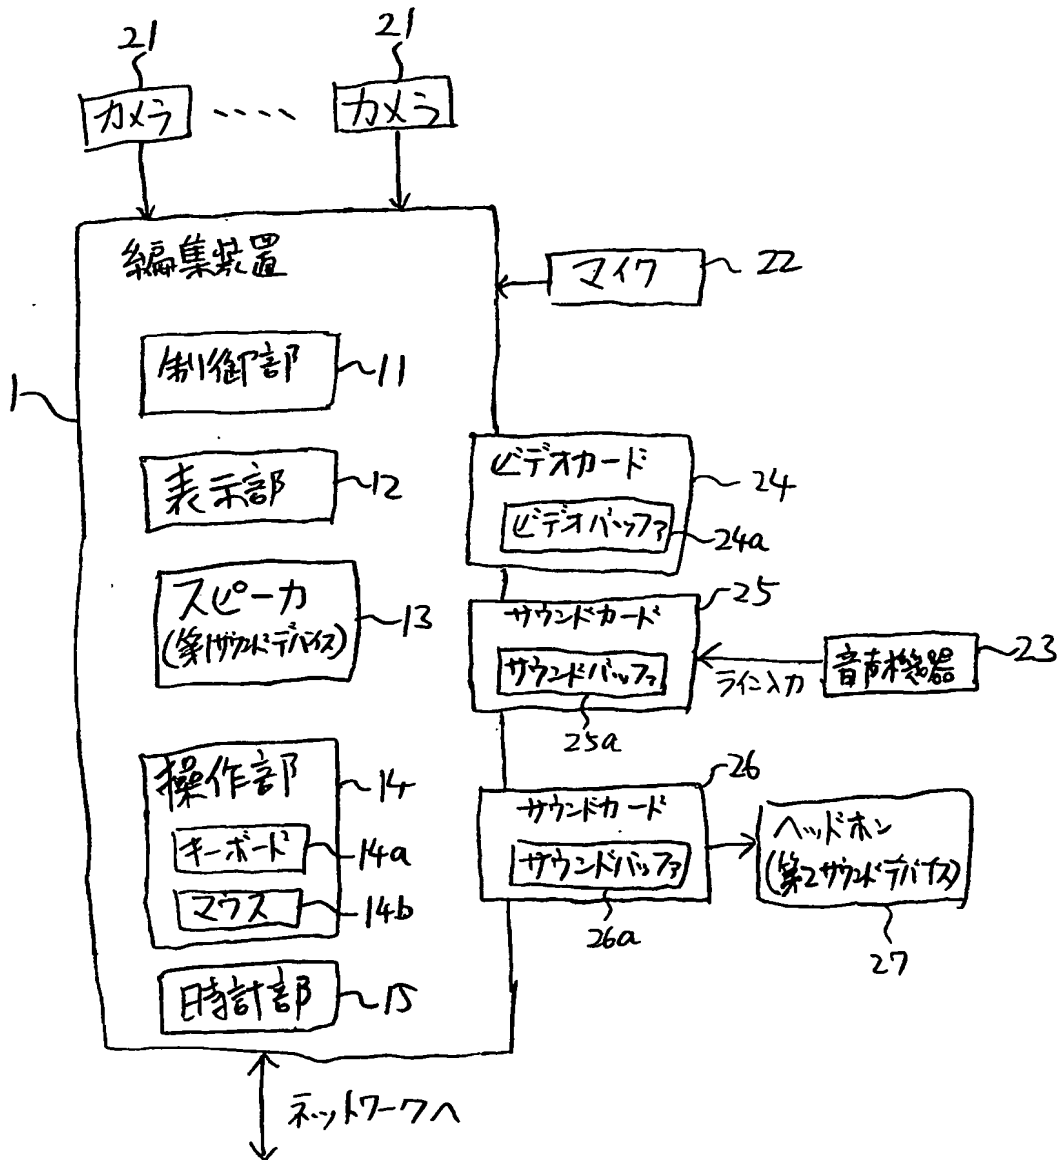 21
21
カメラ
カメラ
編集装置
マイク
22
制御部
11
1
ビデオカード
表示部
12
24
ビデオバッファ
24a
スピーカ
(第1サウンドデバイス)
13
25
サウンドカード
サウンドバッファ
音声機器
23
ライン入力
25a
操作部
14
26
サウンドカード
ヘッドホン
(第2サウンドデバイス)
キーボード
14a
サウンドバッファ
マウス
14b
26a
27
時計部
15
ネットワークへ